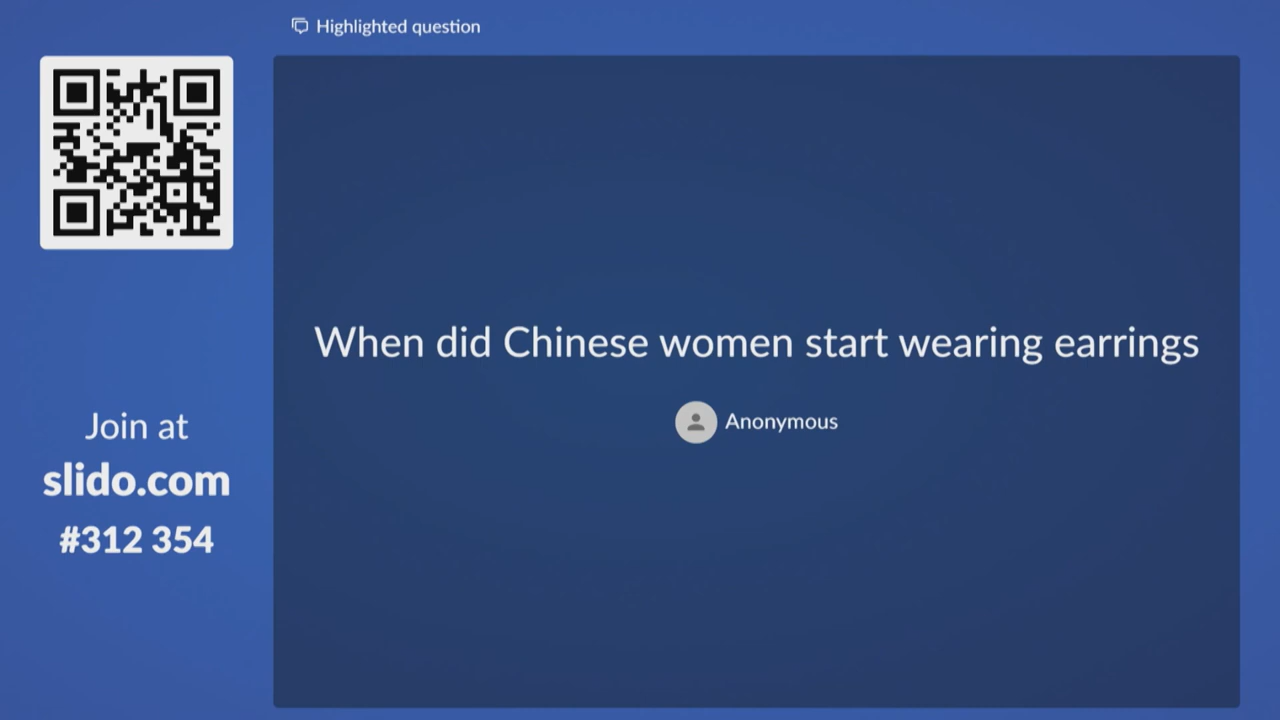 Highlighted question
When did Chinese women start wearing earrings
Anonymous
Join at
slido.com
#312 354